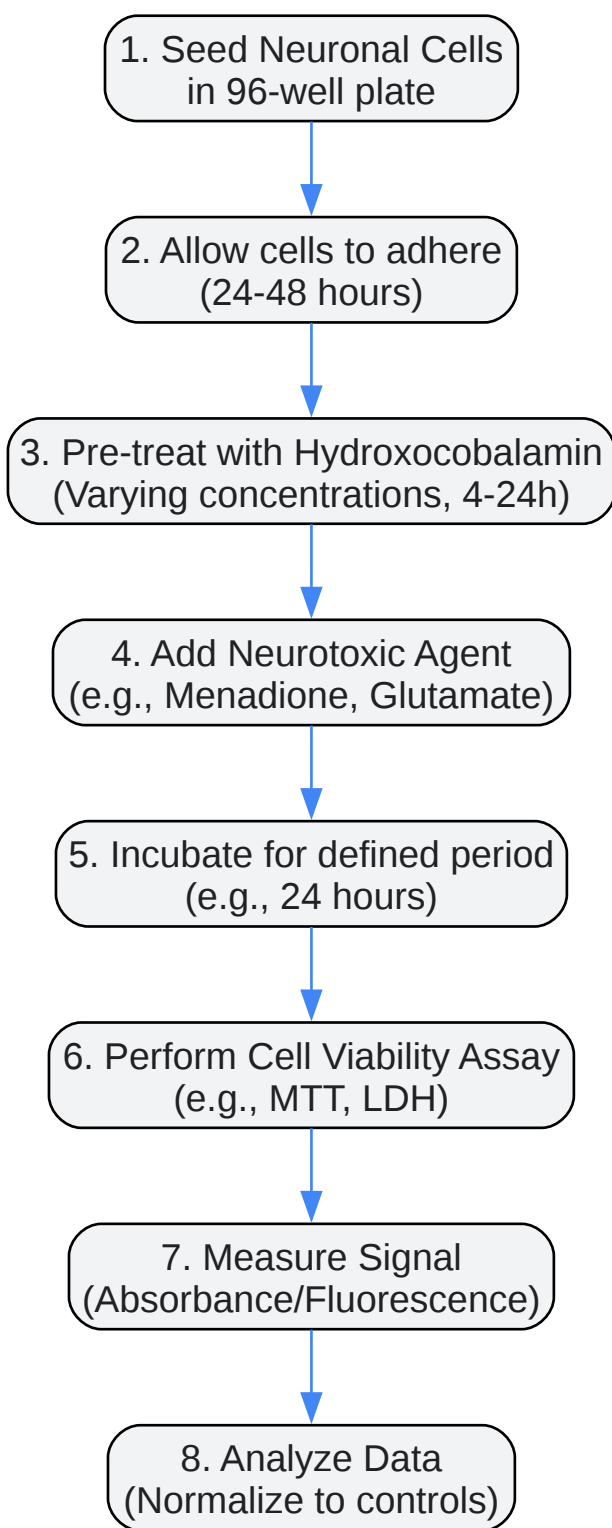 1. Seed Neuronal Cells
in 96-well plate
2. Allow cells to adhere
(24-48 hours)
3. Pre-treat with Hydroxocobalamin
(Varying concentrations, 4-24h)
4. Add Neurotoxic Agent
(e.g., Menadione, Glutamate)
5. Incubate for defined period
(e.g., 24 hours)
6. Perform Cell Viability Assay
(e.g., MTT, LDH)
7. Measure Signal
(Absorbance/Fluorescence)
8. Analyze Data
(Normalize to controls)